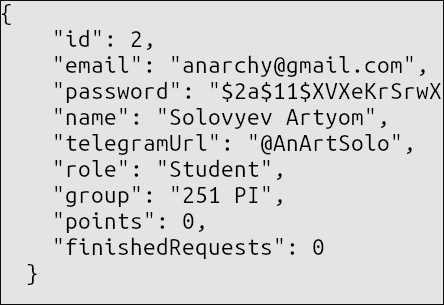 {
"id": 2,
"email": "anarchy@gmail.com",
"password": "$2a$11$XVXeKrSrwX
"name": "Solovyev Artyom",
"telegramUrl": "@AnArtSolo",
"role": "Student",
"group": "251 PI",
"points": 0,
"finishedRequests": 0
}